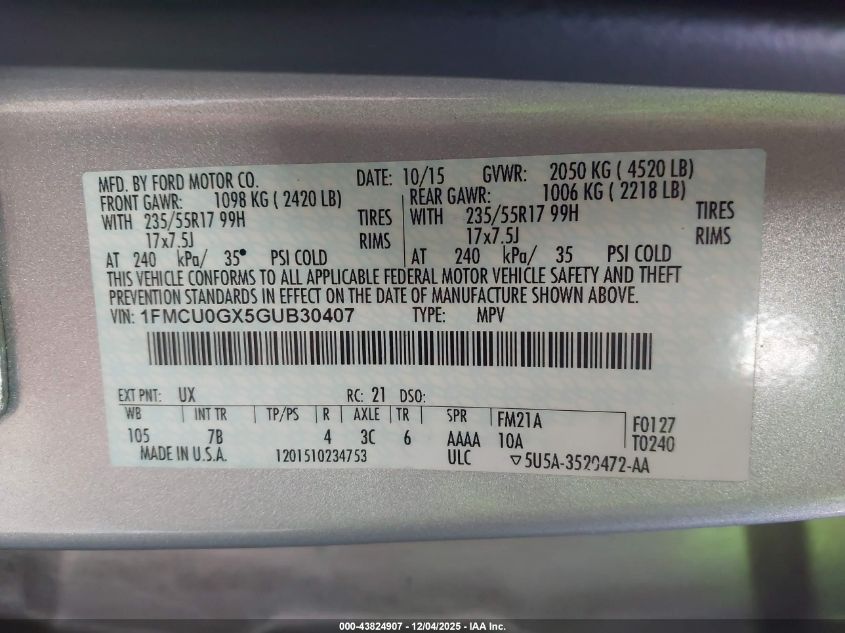 MFD. BY FORD MOTOR CO. DATE: 10/15 GVWR: 2050 KG ( 4520 LB)
FRONT GAWR: 1098 KG ( 2420 LB) REAR GAWR: 1006 KG ( 2218 LB)
WITH 235/55R17 99H TIRES WITH 235/55R17 99H TIRES
17x7.5J RIMS 17x7.5J RIMS
AT 240 kPa/ 35 PSI COLD AT 240 kPa/ 35 PSI COLD
THIS VEHICLE CONFORMS TO ALL APPLICABLE FEDERAL MOTOR VEHICLE SAFETY AND THEFT
PREVENTION STANDARDS IN EFFECT ON THE DATE OF MANUFACTURE SHOWN ABOVE.
VIN: 1FMCU0GX5GUB30407 TYPE: MPV
EXT PNT: UX RC: 21 DSO:
WB INT TR TP/PS R AXLE TR SPR FM21A F0127
105 7B 4 3C 6 AAAA 10A T0240
MADE IN U.S.A. 1201510234753 ULC ▽5U5A-3520472-AA
000-43824907 - 12/04/2025 - IAA Inc.